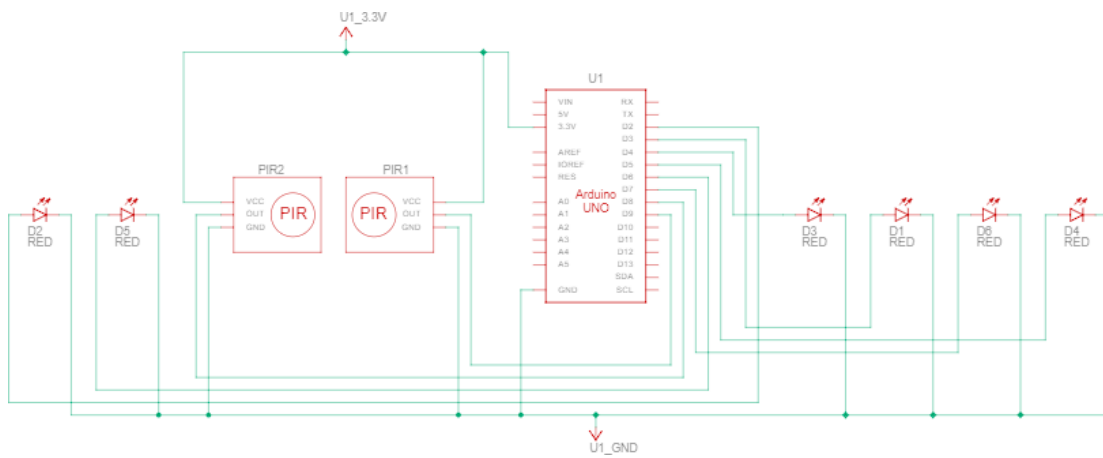 U1_3.3V
U1
VIN
5V
3.3V
AREF
IOREF
RES
A0
A1
A2
A3
A4
A5
GND
Arduino
UNO
RX
TX
D2
D3
D4
D5
D6
D7
D8
D9
D10
D11
D12
D13
SDA
SCL
PIR2
VCC
OUT
GND
PIR
PIR1
PIR
VCC
OUT
GND
D2
RED
D5
RED
D3
RED
D1
RED
D6
RED
D4
RED
U1_GND